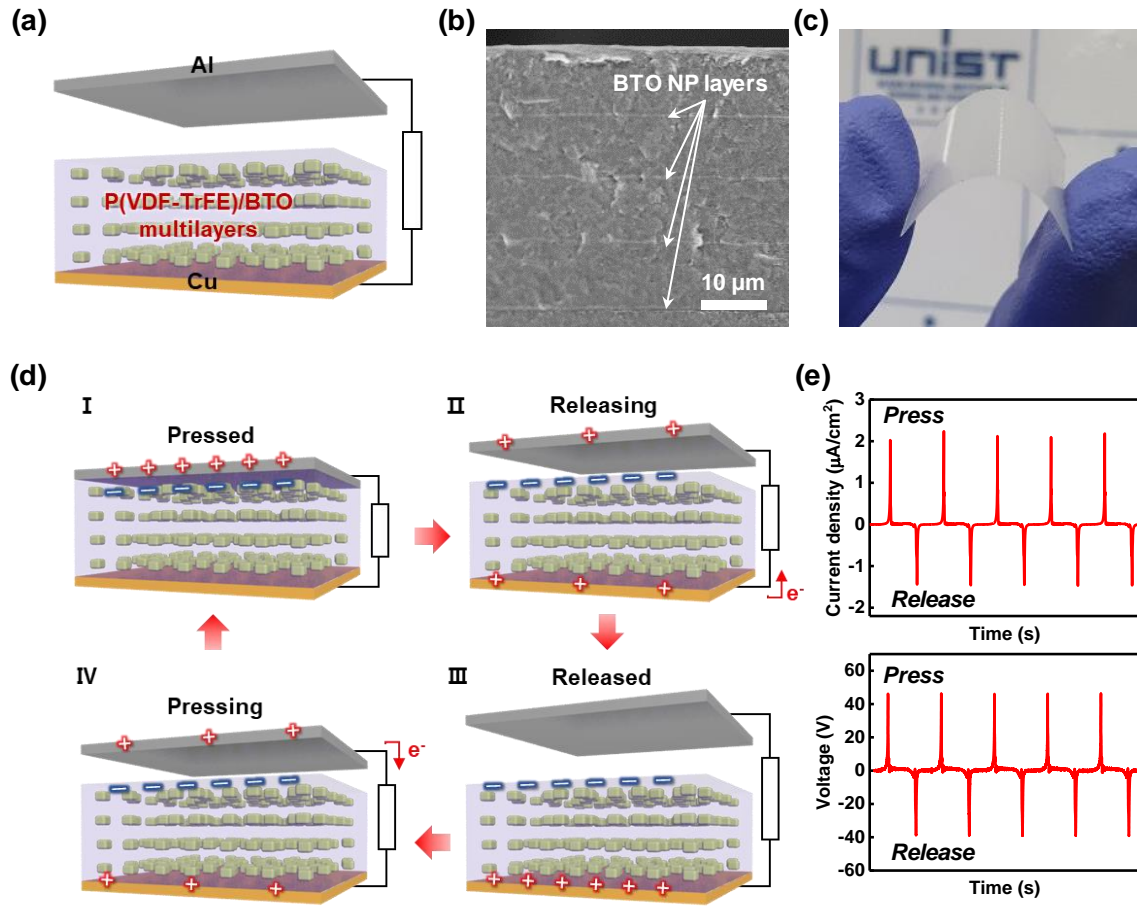 (a)
Al
P(VDF-TrFE)/BTO
multilayers
Cu
(b)
BTO NP layers
10 µm
(c)
UNIST
(d)
I
Pressed
II
Releasing
e-
IV
Pressing
e-
III
Released
(e)
3
2
1
0
-1
-2
Current density (µA/cm²)
Press
Release
Time (s)
60
40
20
0
-20
-40
-60
Voltage (V)
Press
Release
Time (s)